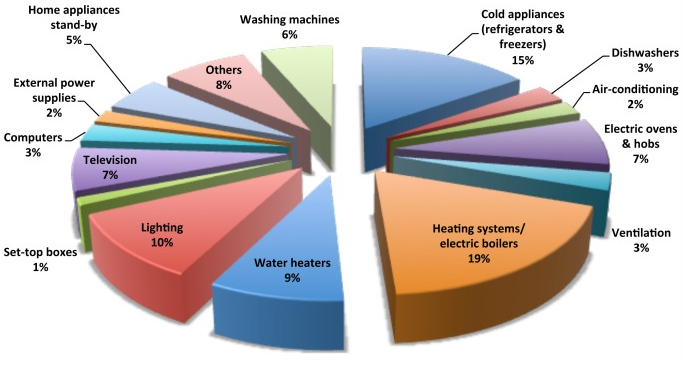 Home appliances
stand-by
5%
Washing machines
6%
Cold appliances
(refrigerators &
freezers)
15%
Dishwashers
3%
Air-conditioning
2%
Electric ovens
& hobs
7%
Ventilation
3%
Heating systems/
electric boilers
19%
Water heaters
9%
Lighting
10%
Set-top boxes
1%
Television
7%
Computers
3%
External power
supplies
2%
Others
8%